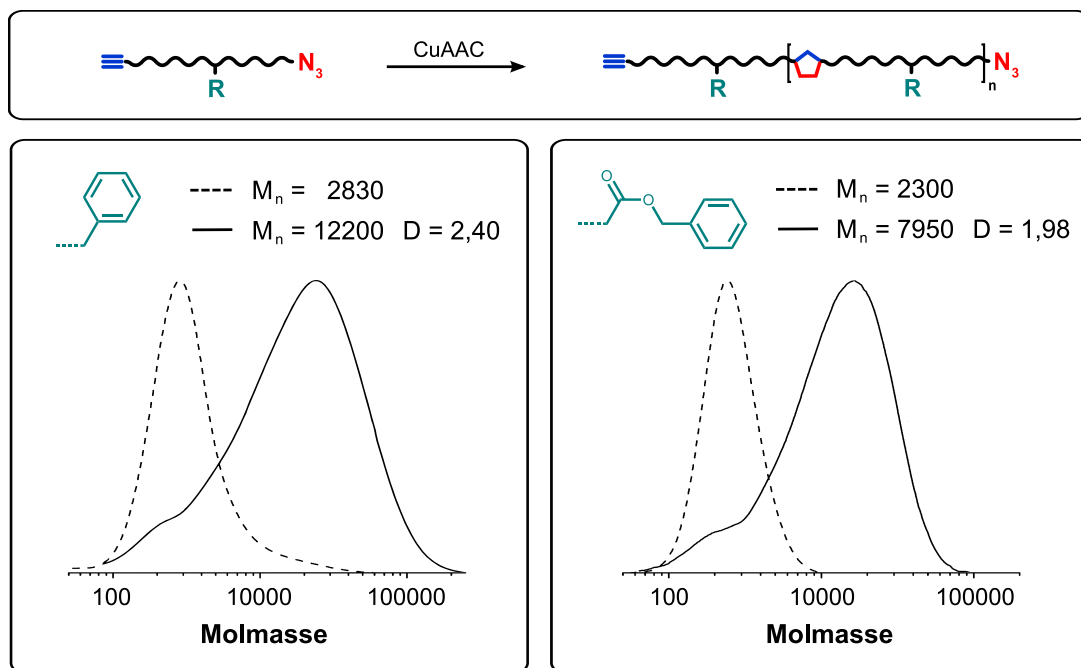 CuAAC
N₃
R
R
R
n
N₃
Mₙ = 2830
Mₙ = 12200 D = 2,40
O
O
Mₙ = 2300
Mₙ = 7950 D = 1,98
100 10000 100000
Molmasse
100 10000 100000
Molmasse